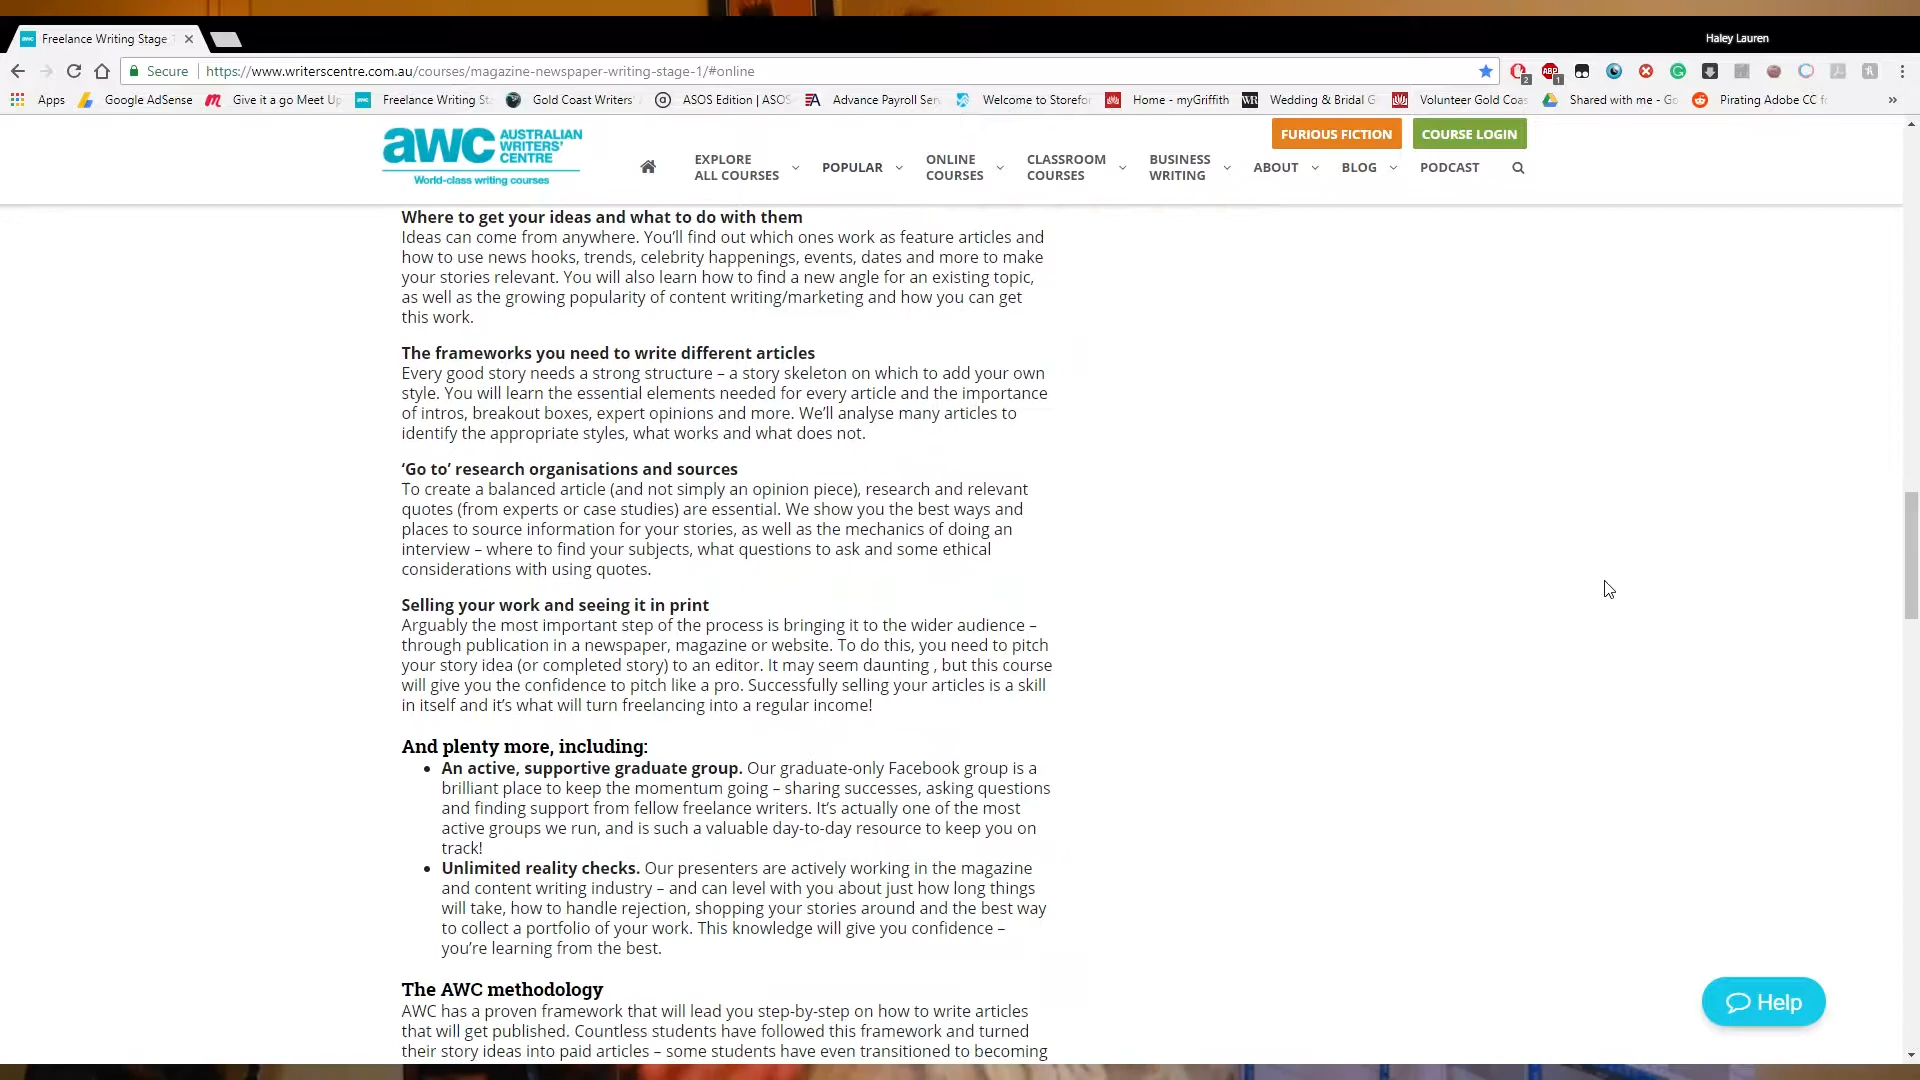 Freelance Writing Stage
Haley Lauren
Secure https://www.writerscentre.com.au/courses/magazine-newspaper-writing-stage-1/#online
2
ABP
1
Apps
Google AdSense
Give it a go Meet Up
Freelance Writing St
Gold Coast Writers'
ASOS Edition | ASOS
Advance Payroll Serv
Welcome to Storefor
Home - myGriffith
Wedding & Bridal G
Volunteer Gold Coas
Shared with me - Go
Pirating Adobe CC f
»
FURIOUS FICTION
COURSE LOGIN
awc AUSTRALIAN WRITERS' CENTRE
World-class writing courses
EXPLORE ALL COURSES
POPULAR
ONLINE COURSES
CLASSROOM COURSES
BUSINESS WRITING
ABOUT
BLOG
PODCAST
Where to get your ideas and what to do with them
Ideas can come from anywhere. You'll find out which ones work as feature articles and
how to use news hooks, trends, celebrity happenings, events, dates and more to make
your stories relevant. You will also learn how to find a new angle for an existing topic,
as well as the growing popularity of content writing/marketing and how you can get
this work.
The frameworks you need to write different articles
Every good story needs a strong structure – a story skeleton on which to add your own
style. You will learn the essential elements needed for every article and the importance
of intros, breakout boxes, expert opinions and more. We'll analyse many articles to
identify the appropriate styles, what works and what does not.
‘Go to’ research organisations and sources
To create a balanced article (and not simply an opinion piece), research and relevant
quotes (from experts or case studies) are essential. We show you the best ways and
places to source information for your stories, as well as the mechanics of doing an
interview – where to find your subjects, what questions to ask and some ethical
considerations with using quotes.
Selling your work and seeing it in print
Arguably the most important step of the process is bringing it to the wider audience –
through publication in a newspaper, magazine or website. To do this, you need to pitch
your story idea (or completed story) to an editor. It may seem daunting , but this course
will give you the confidence to pitch like a pro. Successfully selling your articles is a skill
in itself and it's what will turn freelancing into a regular income!
And plenty more, including:
• An active, supportive graduate group. Our graduate-only Facebook group is a
brilliant place to keep the momentum going – sharing successes, asking questions
and finding support from fellow freelance writers. It's actually one of the most
active groups we run, and is such a valuable day-to-day resource to keep you on
track!
• Unlimited reality checks. Our presenters are actively working in the magazine
and content writing industry – and can level with you about just how long things
will take, how to handle rejection, shopping your stories around and the best way
to collect a portfolio of your work. This knowledge will give you confidence –
you're learning from the best.
The AWC methodology
AWC has a proven framework that will lead you step-by-step on how to write articles
that will get published. Countless students have followed this framework and turned
their story ideas into paid articles – some students have even transitioned to becoming
Help